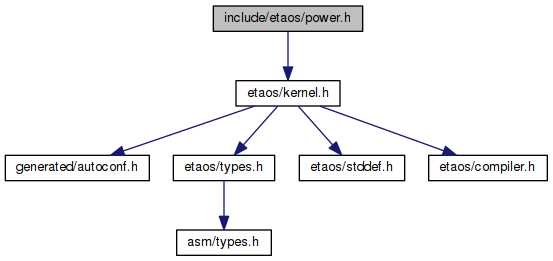 include/etaos/power.h
etaos/kernel.h
generated/autoconf.h
etaos/types.h
etaos/stddef.h
etaos/compiler.h
asm/types.h